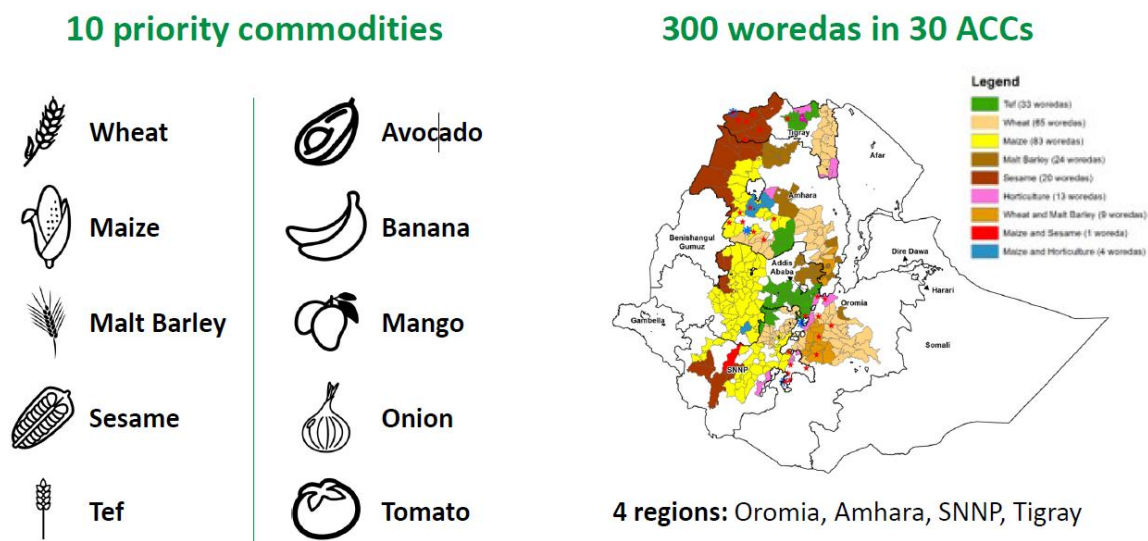 10 priority commodities
Wheat
Maize
Malt Barley
Sesame
Tef
Avocado
Banana
Mango
Onion
Tomato
300 woredas in 30 ACCs
Legend
Tef (33 woredas)
Wheat (65 woredas)
Maize (83 woredas)
Malt Barley (24 woredas)
Sesame (20 woredas)
Horticulture (13 woredas)
Wheat and Malt Barley (9 woredas)
Maize and Sesame (1 woreda)
Maize and Horticulture (4 woredas)
Tigray
Afar
Amhara
Benishangul
Gumuz
Dire Dawa
Addis
Ababa
Harari
Oromia
Gambella
Somali
SNNP
4 regions: Oromia, Amhara, SNNP, Tigray